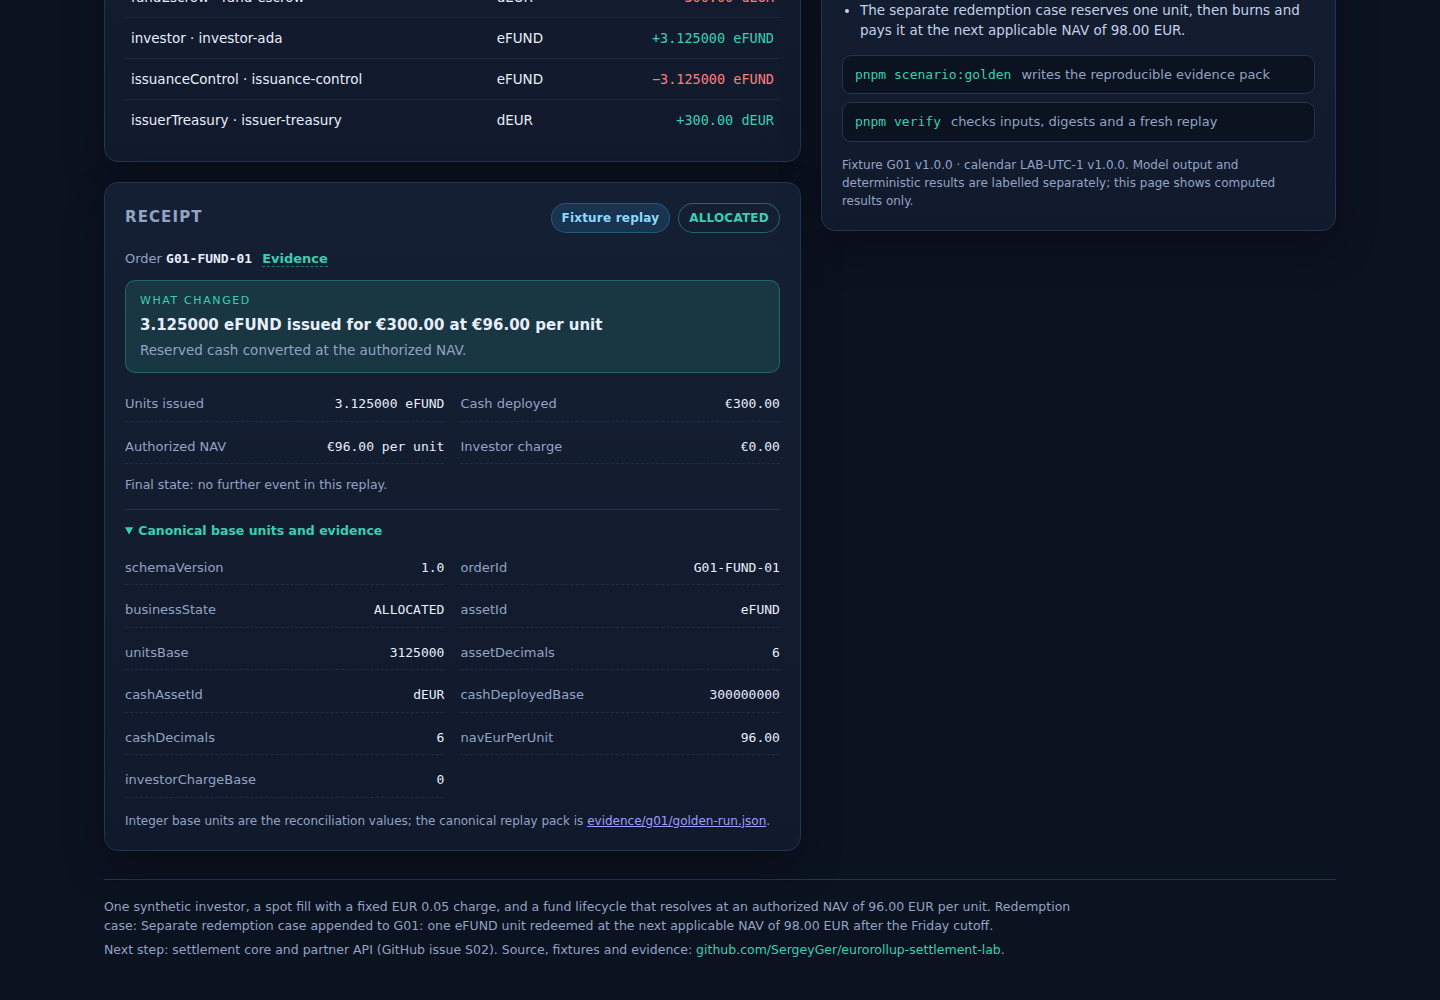 investor · investor-ada eFUND +3.125000 eFUND
issuanceControl · issuance-control eFUND −3.125000 eFUND
issuerTreasury · issuer-treasury dEUR +300.00 dEUR
RECEIPT Fixture replay ALLOCATED
Order G01-FUND-01 Evidence
WHAT CHANGED
3.125000 eFUND issued for €300.00 at €96.00 per unit
Reserved cash converted at the authorized NAV.
Units issued 3.125000 eFUND Cash deployed €300.00
Authorized NAV €96.00 per unit Investor charge €0.00
Final state: no further event in this replay.
▼ Canonical base units and evidence
schemaVersion 1.0 orderId G01-FUND-01
businessState ALLOCATED assetId eFUND
unitsBase 3125000 assetDecimals 6
cashAssetId dEUR cashDeployedBase 300000000
cashDecimals 6 navEurPerUnit 96.00
investorChargeBase 0
Integer base units are the reconciliation values; the canonical replay pack is evidence/g01/golden-run.json.
• The separate redemption case reserves one unit, then burns and
pays it at the next applicable NAV of 98.00 EUR.
pnpm scenario:golden writes the reproducible evidence pack
pnpm verify checks inputs, digests and a fresh replay
Fixture G01 v1.0.0 · calendar LAB-UTC-1 v1.0.0. Model output and
deterministic results are labelled separately; this page shows computed
results only.
One synthetic investor, a spot fill with a fixed EUR 0.05 charge, and a fund lifecycle that resolves at an authorized NAV of 96.00 EUR per unit. Redemption
case: Separate redemption case appended to G01: one eFUND unit redeemed at the next applicable NAV of 98.00 EUR after the Friday cutoff.
Next step: settlement core and partner API (GitHub issue S02). Source, fixtures and evidence: github.com/SergeyGer/eurorollup-settlement-lab.